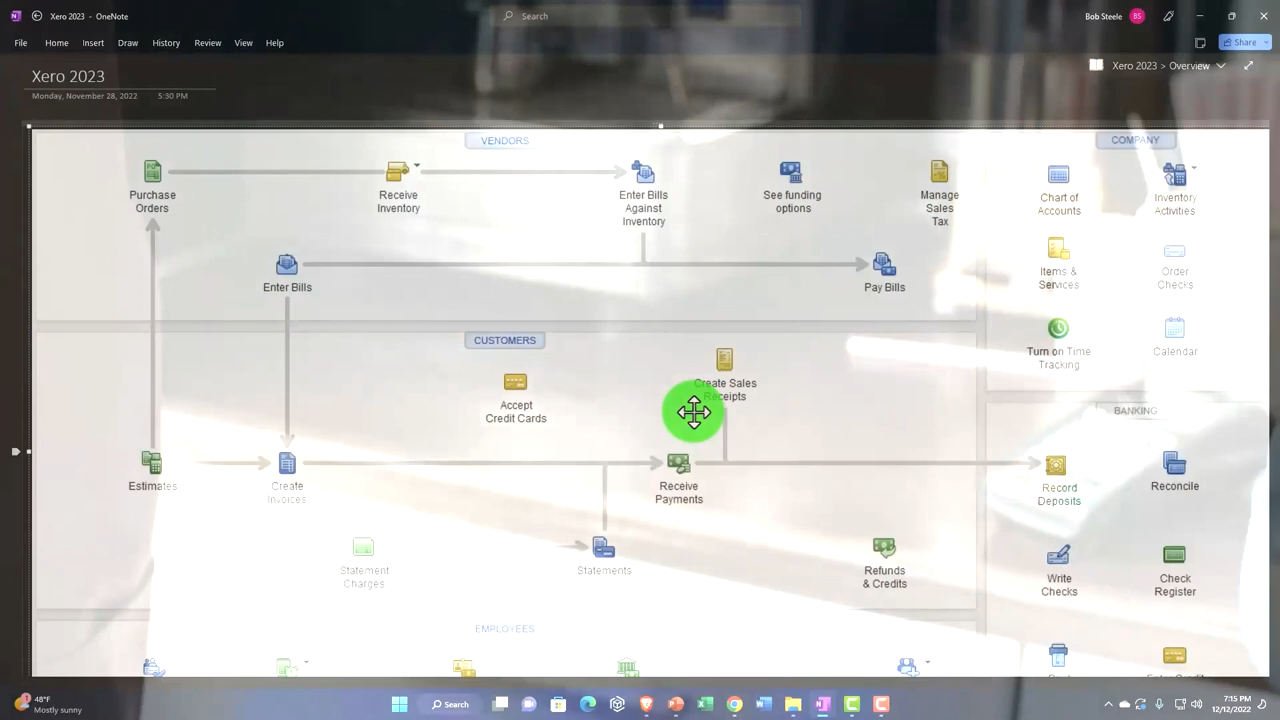 Xero 2023 - OneNote
Search
Bob Steele
BS
File
Home
Insert
Draw
History
Review
View
Help
Share
Xero 2023
Xero 2023 > Overview
Monday, November 28, 2022
5:30 PM
VENDORS
COMPANY
Purchase
Orders
Receive
Inventory
Enter Bills
Against
Inventory
See funding
options
Manage
Sales
Tax
Chart of
Accounts
Inventory
Activities
Enter Bills
Pay Bills
Items &
Services
Order
Checks
Turn on Time
Tracking
Calendar
CUSTOMERS
Accept
Credit Cards
Create Sales
Receipts
BANKING
Estimates
Create
Invoices
Receive
Payments
Record
Deposits
Reconcile
Statement
Charges
Statements
Refunds
& Credits
Write
Checks
Check
Register
EMPLOYEES
48°F
Mostly sunny
Search
7:15 PM
12/12/2022